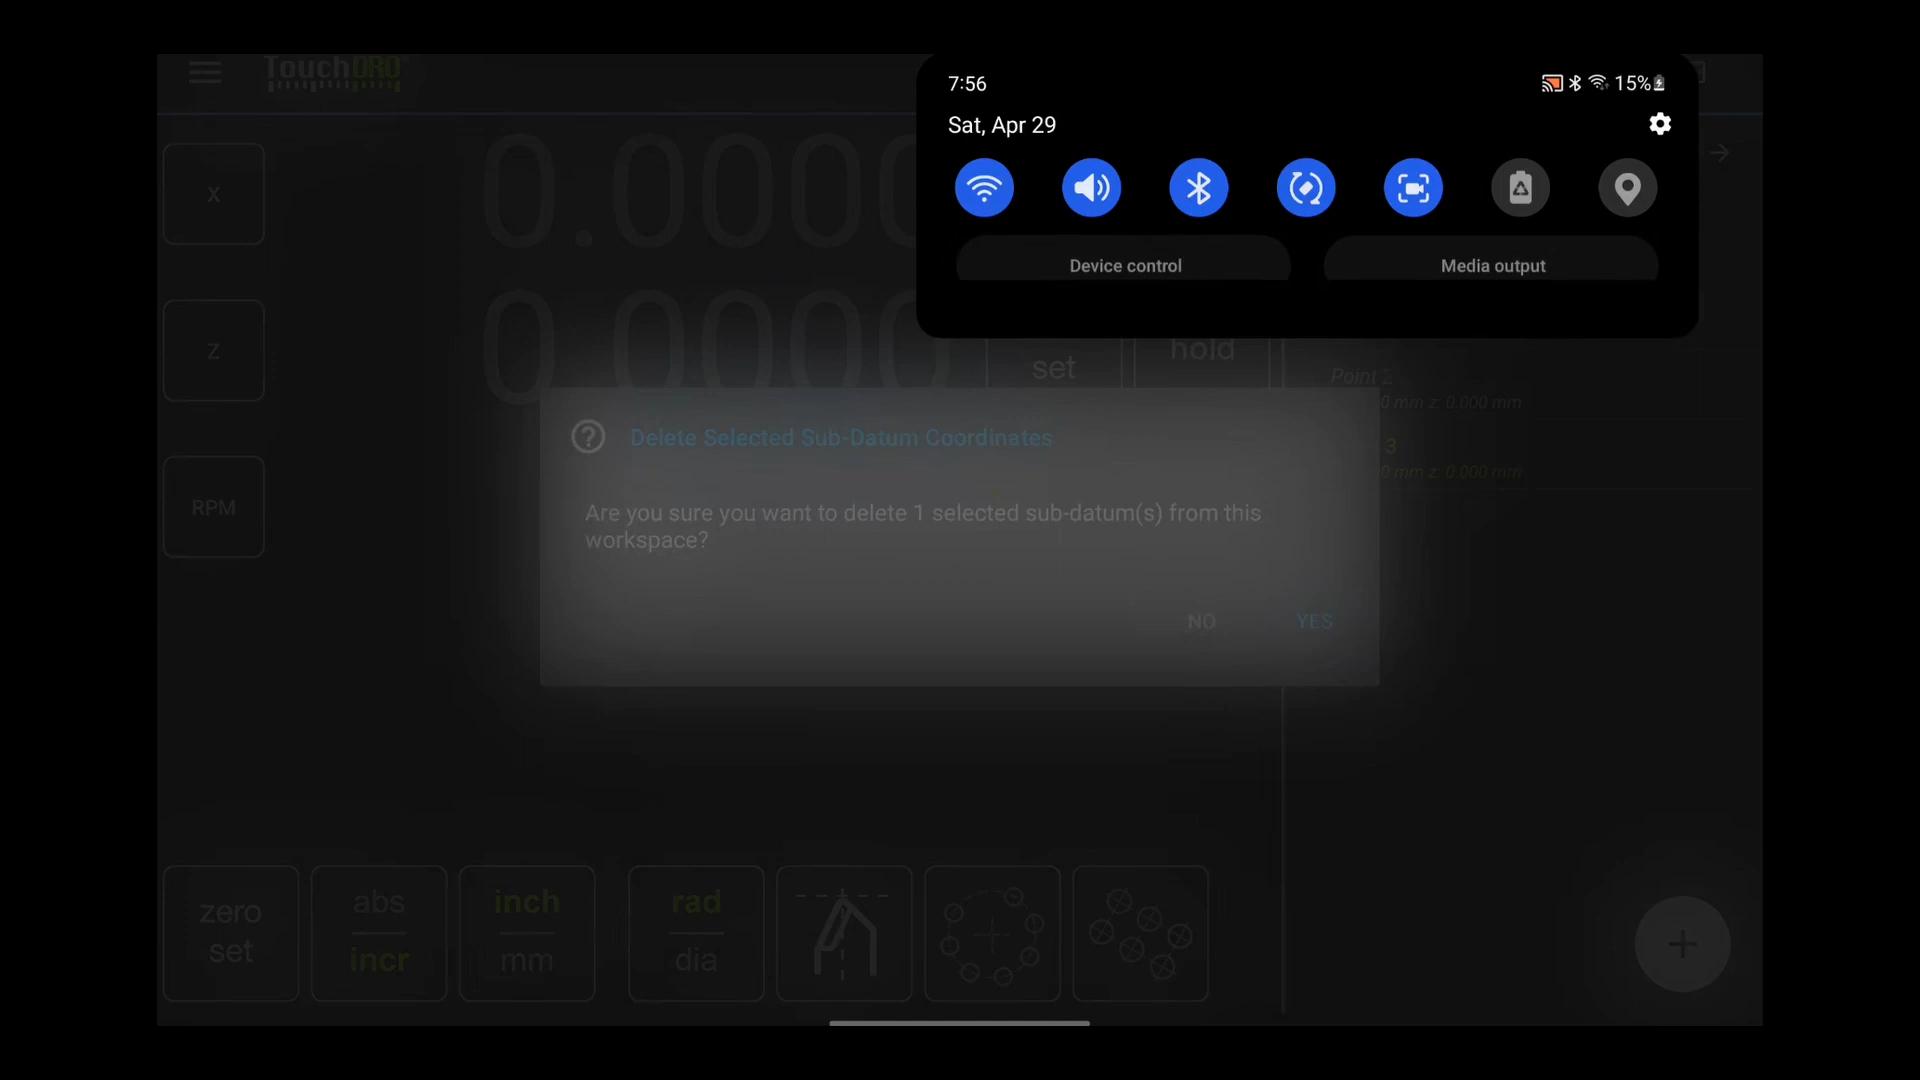 TouchDRO
7:56
15%
Sat, Apr 29
Device control
Media output
X
0.0000
Z
0.0000
set
hold
Point 2
0 mm z: 0.000 mm
3
0 mm z: 0.000 mm
RPM
Delete Selected Sub-Datum Coordinates
Are you sure you want to delete 1 selected sub-datum(s) from this
workspace?
NO
YES
zero
set
abs
incr
inch
mm
rad
dia